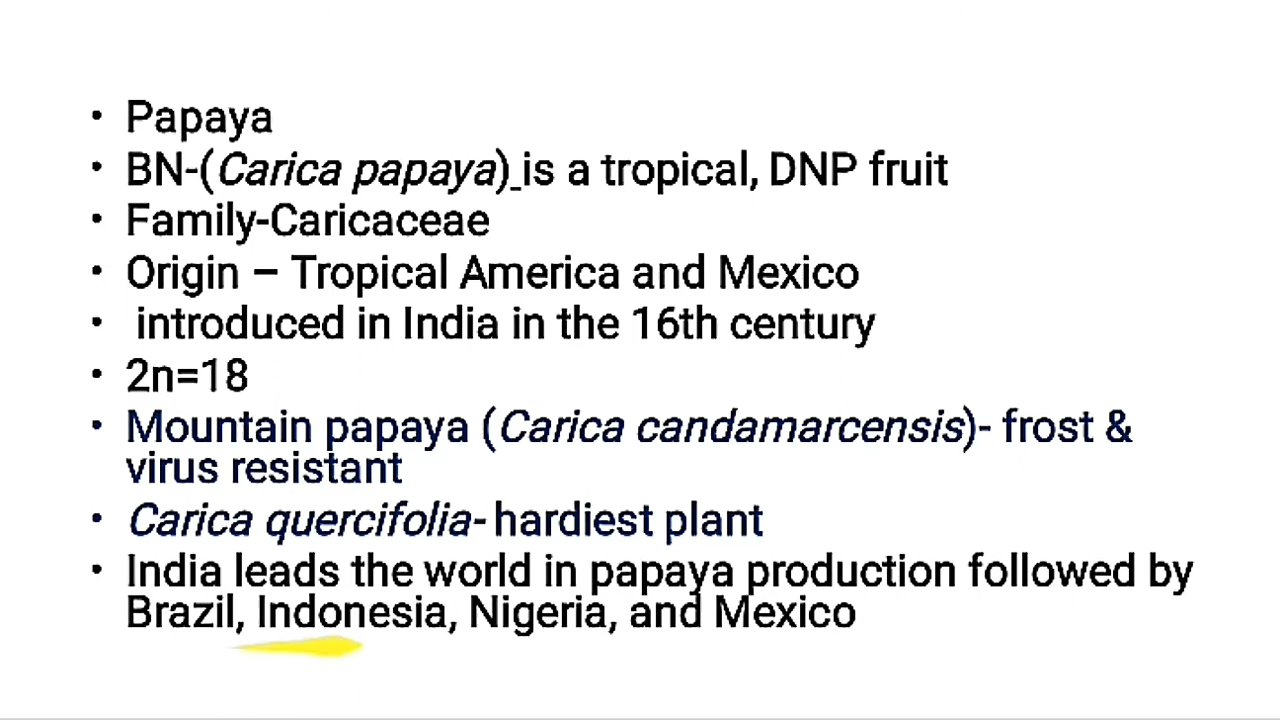 • Papaya
• BN-(Carica papaya) is a tropical, DNP fruit
• Family-Caricaceae
• Origin – Tropical America and Mexico
• introduced in India in the 16th century
• 2n=18
• Mountain papaya (Carica candamarcensis)- frost &
virus resistant
• Carica quercifolia- hardiest plant
• India leads the world in papaya production followed by
Brazil, Indonesia, Nigeria, and Mexico